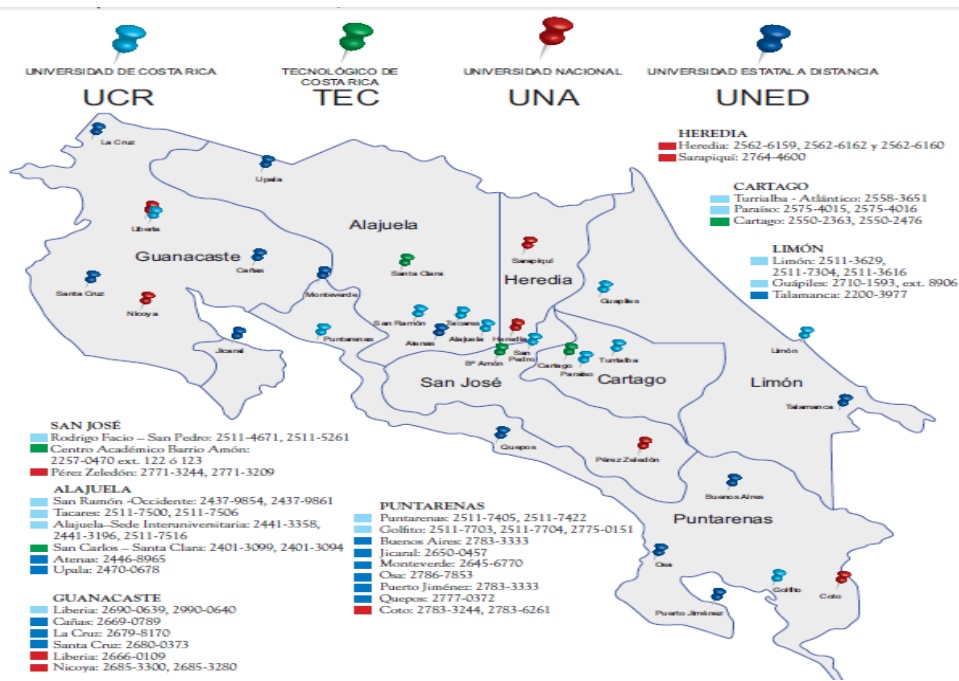 UNIVERSIDAD DE COSTA RICA
UCR
TECNOLÓGICO DE
COSTA RICA
TEC
UNIVERSIDAD NACIONAL
UNA
UNIVERSIDAD ESTATAL A DISTANCIA
UNED
HEREDIA
Heredia: 2562-6159, 2562-6162 y 2562-6160
Sarapiquí: 2764-4600
CARTAGO
Turrialba - Atlántico: 2558-3651
Paraíso: 2575-4015, 2575-4016
Cartago: 2550-2363, 2550-2476
LIMÓN
Limón: 2511-3629,
2511-7304, 2511-3616
Guápiles: 2710-1593, ext. 8906
Talamanca: 2200-3977
La Cruz
Upala
Liberia
Alajuela
Guanacaste
Cañas
Santa Clara
Sarapiquí
Heredia
Santa Cruz
Nicoya
Monteverde
Guapiles
San Ramón
Tacares
Puntarenas
Atenas
Alajuela
Heredia
San
Pedro
Jicaral
Bº Amón
Cartago
Paraíso
Turrialba
Limón
San José
Cartago
Limón
Talamanca
Quepos
Pérez Zeledón
Buenos Aires
Puntarenas
Osa
Golfito
Coto
Puerto Jiménez
SAN JOSÉ
Rodrigo Facio – San Pedro: 2511-4671, 2511-5261
Centro Académico Barrio Amón:
2257-0470 ext. 122 ó 123
Pérez Zeledón: 2771-3244, 2771-3209
ALAJUELA
San Ramón -Occidente: 2437-9854, 2437-9861
Tacares: 2511-7500, 2511-7506
Alajuela–Sede Interuniversitaria: 2441-3358,
2441-3196, 2511-7516
San Carlos – Santa Clara: 2401-3099, 2401-3094
Atenas: 2446-8965
Upala: 2470-0678
GUANACASTE
Liberia: 2690-0639, 2990-0640
Cañas: 2669-0789
La Cruz: 2679-8170
Santa Cruz: 2680-0373
Liberia: 2666-0109
Nicoya: 2685-3300, 2685-3280
PUNTARENAS
Puntarenas: 2511-7405, 2511-7422
Golfito: 2511-7703, 2511-7704, 2775-0151
Buenos Aires: 2783-3333
Jicaral: 2650-0457
Monteverde: 2645-6770
Osa: 2786-7853
Puerto Jiménez: 2783-3333
Quepos: 2777-0372
Coto: 2783-3244, 2783-6261